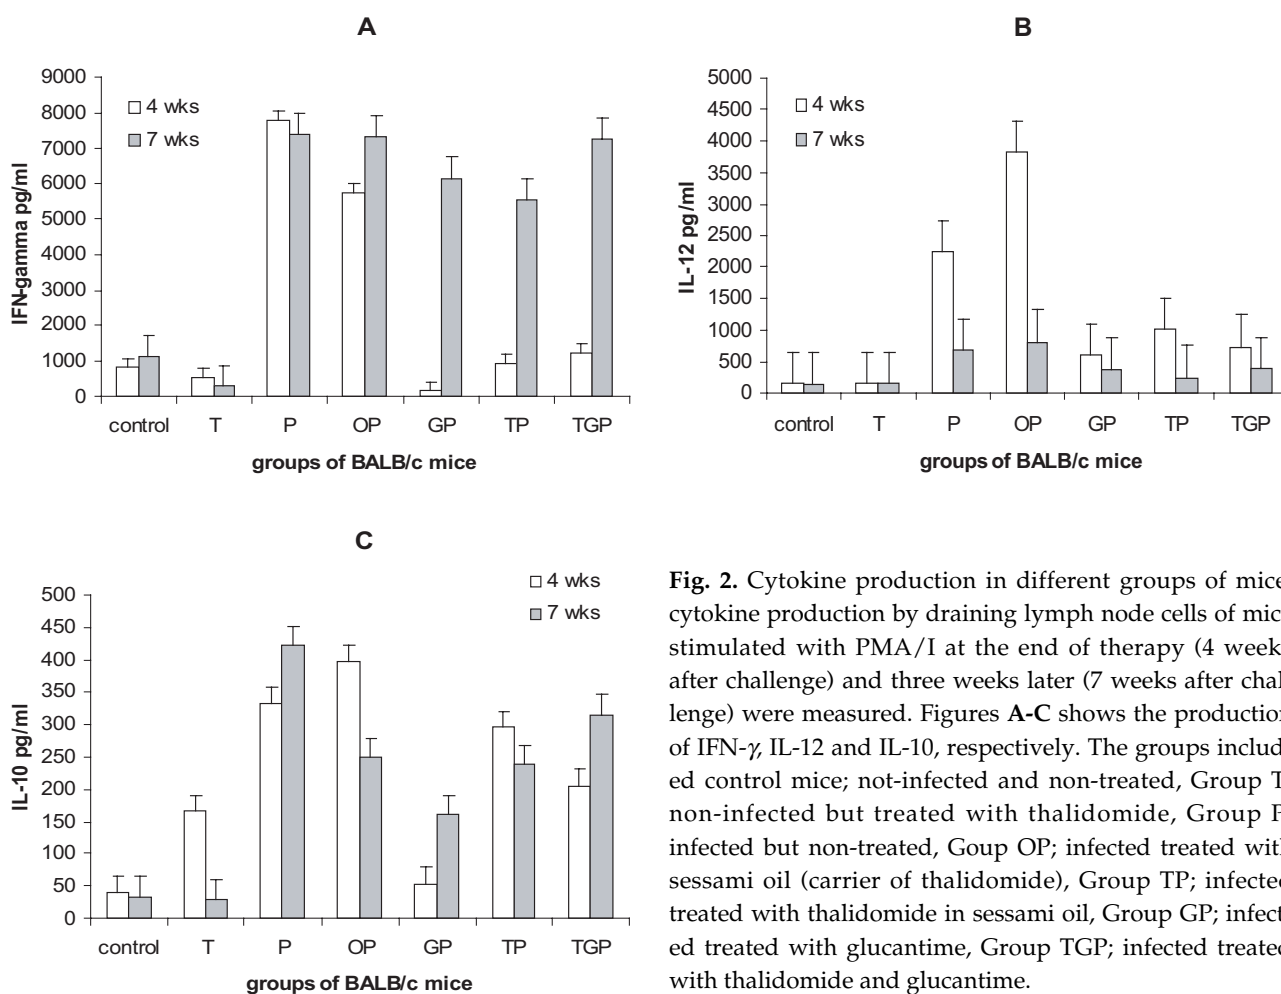 A
9000
8000
7000
6000
5000
4000
3000
2000
1000
0
IFN-gamma pg/ml
4 wks
7 wks
control T P OP GP TP TGP
groups of BALB/c mice
B
5000
4500
4000
3500
3000
2500
2000
1500
1000
500
0
IL-12 pg/ml
4 wks
7 wks
control T P OP GP TP TGP
groups of BALB/c mice
C
500
450
400
350
300
250
200
150
100
50
0
IL-10 pg/ml
4 wks
7 wks
control T P OP GP TP TGP
groups of BALB/c mice
Fig. 2. Cytokine production in different groups of mice
cytokine production by draining lymph node cells of mic
stimulated with PMA/I at the end of therapy (4 week
after challenge) and three weeks later (7 weeks after chal
lenge) were measured. Figures A-C shows the production
of IFN-γ, IL-12 and IL-10, respectively. The groups includ
ed control mice; not-infected and non-treated, Group T
non-infected but treated with thalidomide, Group P
infected but non-treated, Goup OP; infected treated with
sessami oil (carrier of thalidomide), Group TP; infected
treated with thalidomide in sessami oil, Group GP; infect
ed treated with glucantime, Group TGP; infected treated
with thalidomide and glucantime.